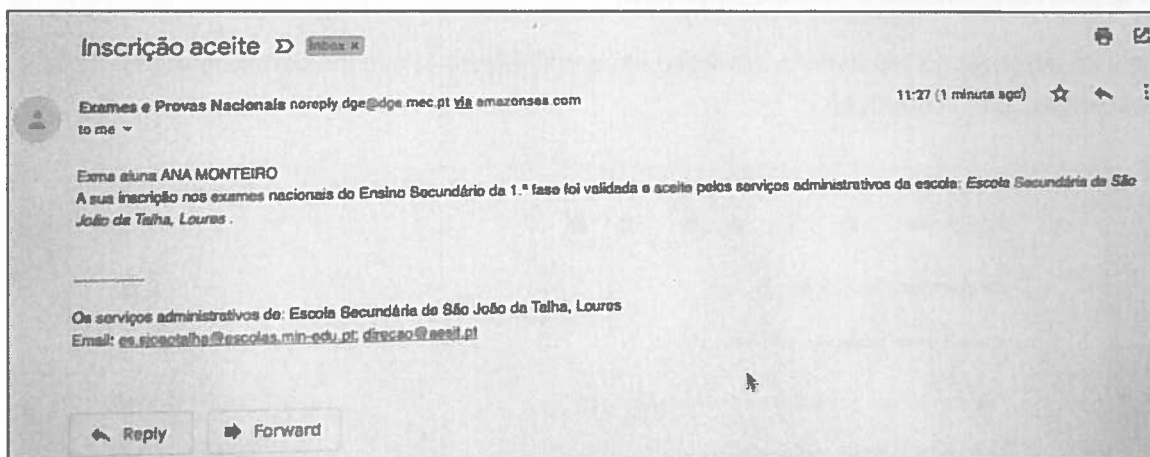 Inscrição aceite Inbox x
Exames e Provas Nacionais noreply.dge@dge.mec.pt via amazonses.com
11:27 (1 minute ago)
to me
Exma aluna ANA MONTEIRO
A sua inscrição nos exames nacionais do Ensino Secundário da 1.ª fase foi validada e aceite pelos serviços administrativos da escola: Escola Secundária de São
João da Talha, Loures .
Os serviços administrativos de: Escola Secundária de São João da Talha, Loures
Email: es.sjoaotalha@escolas.min-edu.pt; direcao@aesjt.pt
Reply Forward